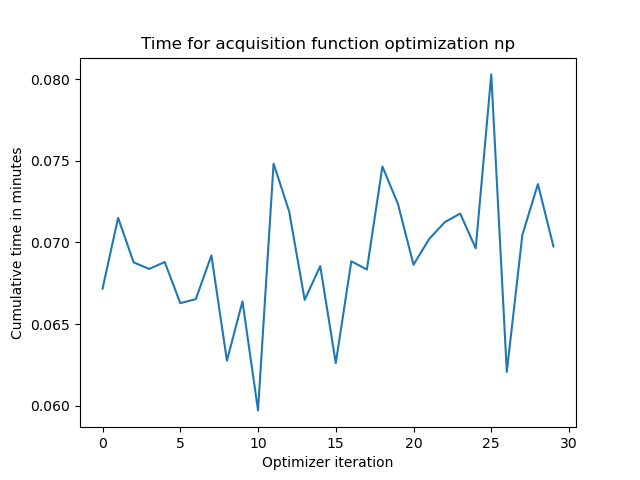 Time for acquisition function optimization np
Cumulative time in minutes
0.080
0.075
0.070
0.065
0.060
0 5 10 15 20 25 30
Optimizer iteration